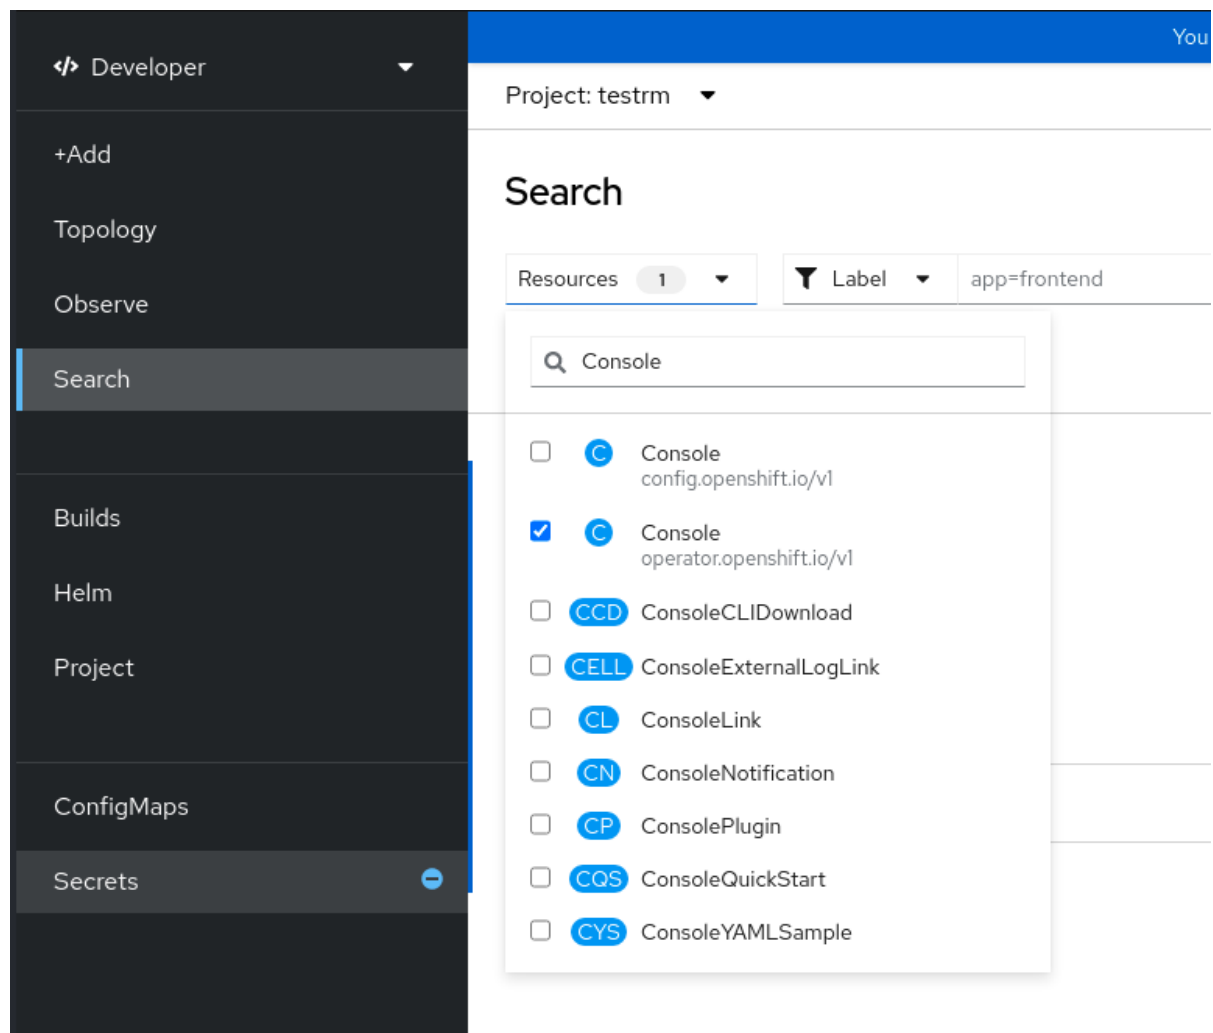 Developer
+Add
Topology
Observe
Search
Builds
Helm
Project
ConfigMaps
Secrets
You
Project: testrm
Search
Resources 1
Label
app=frontend
Console
C Console
config.openshift.io/v1
C Console
operator.openshift.io/v1
CCD ConsoleCLIDownload
CELL ConsoleExternalLogLink
CL ConsoleLink
CN ConsoleNotification
CP ConsolePlugin
CQS ConsoleQuickStart
CYS ConsoleYAMLSample